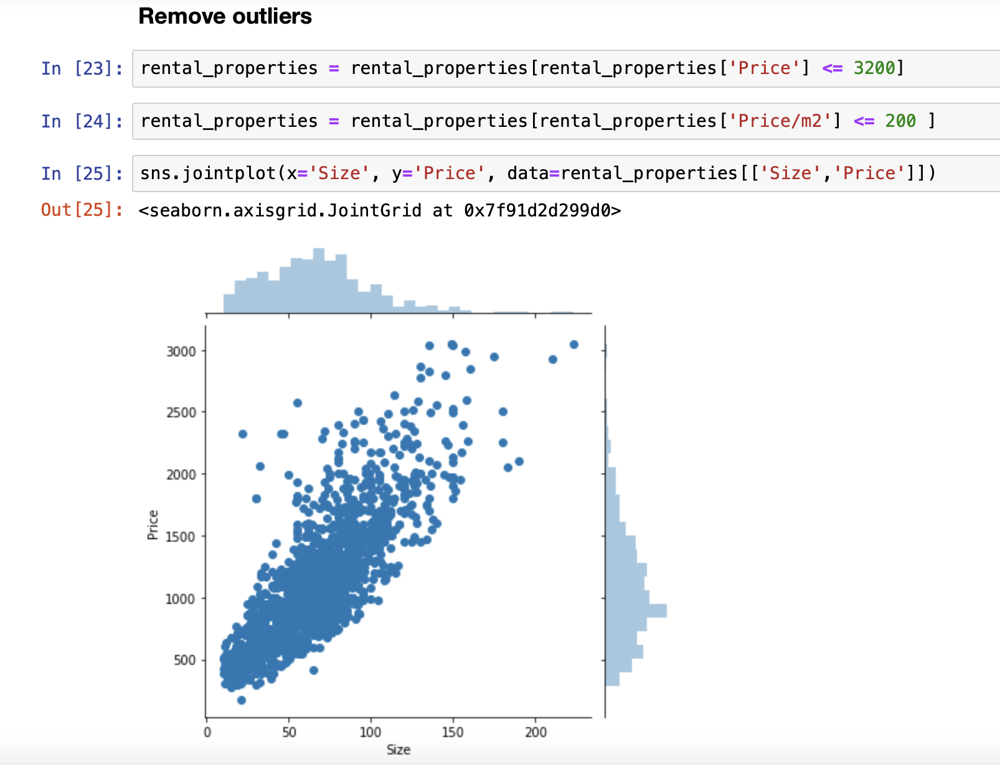 Remove outliers
In [23]: rental_properties = rental_properties[rental_properties['Price'] <= 3200]
In [24]: rental_properties = rental_properties[rental_properties['Price/m2'] <= 200 ]
In [25]: sns.jointplot(x='Size', y='Price', data=rental_properties[['Size','Price']])
Out[25]: <seaborn.axisgrid.JointGrid at 0x7f91d2d299d0>
3000
2500
2000
Price
1500
1000
500
0 50 100 150 200
Size